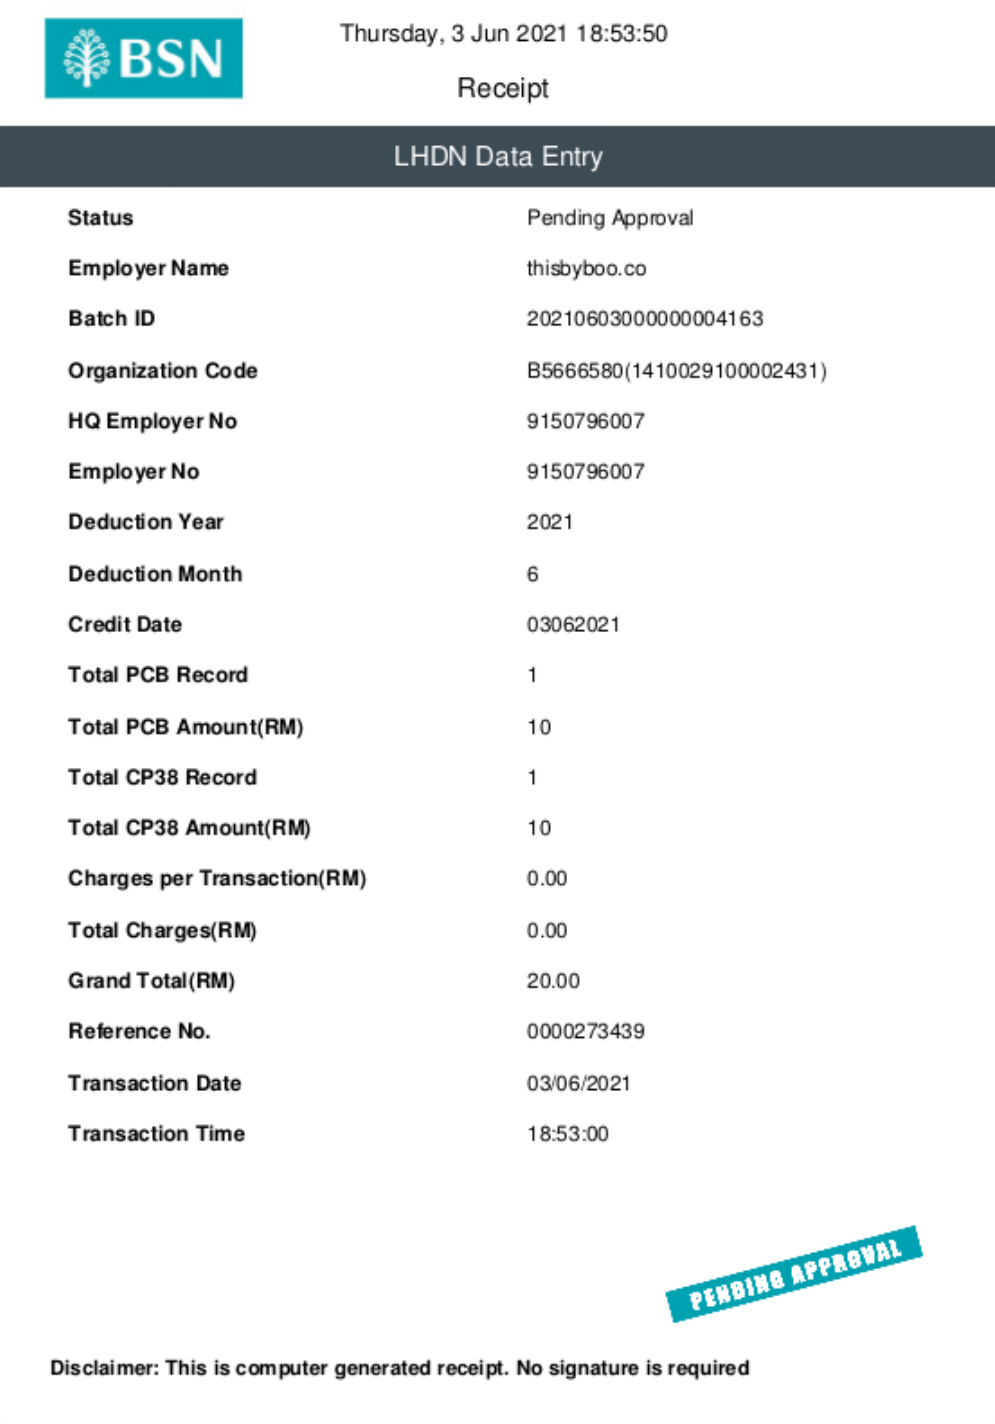 BSN
Thursday, 3 Jun 2021 18:53:50
Receipt
LHDN Data Entry
Status Pending Approval
Employer Name thisbyboo.co
Batch ID 20210603000000004163
Organization Code B5666580(1410029100002431)
HQ Employer No 9150796007
Employer No 9150796007
Deduction Year 2021
Deduction Month 6
Credit Date 03062021
Total PCB Record 1
Total PCB Amount(RM) 10
Total CP38 Record 1
Total CP38 Amount(RM) 10
Charges per Transaction(RM) 0.00
Total Charges(RM) 0.00
Grand Total(RM) 20.00
Reference No. 0000273439
Transaction Date 03/06/2021
Transaction Time 18:53:00
PENDING APPROVAL
Disclaimer: This is computer generated receipt. No signature is required